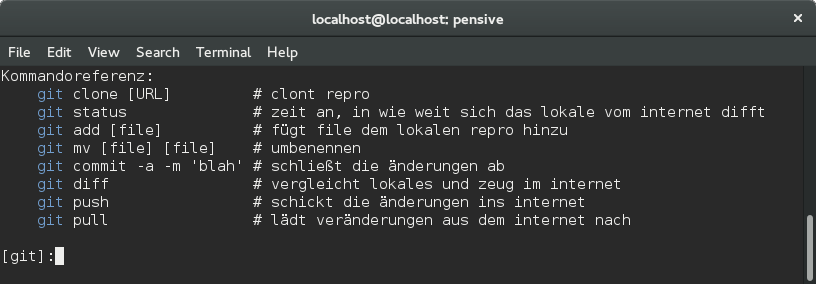 localhost@localhost: pensive
File Edit View Search Terminal Help
Kommandoreferenz:
git clone [URL] # clont repro
git status # zeit an, in wie weit sich das lokale vom internet difft
git add [file] # fügt file dem lokalen repro hinzu
git mv [file] [file] # umbenennen
git commit -a -m 'blah' # schließt die änderungen ab
git diff # vergleicht lokales und zeug im internet
git push # schickt die änderungen ins internet
git pull # lädt veränderungen aus dem internet nach
[git]: